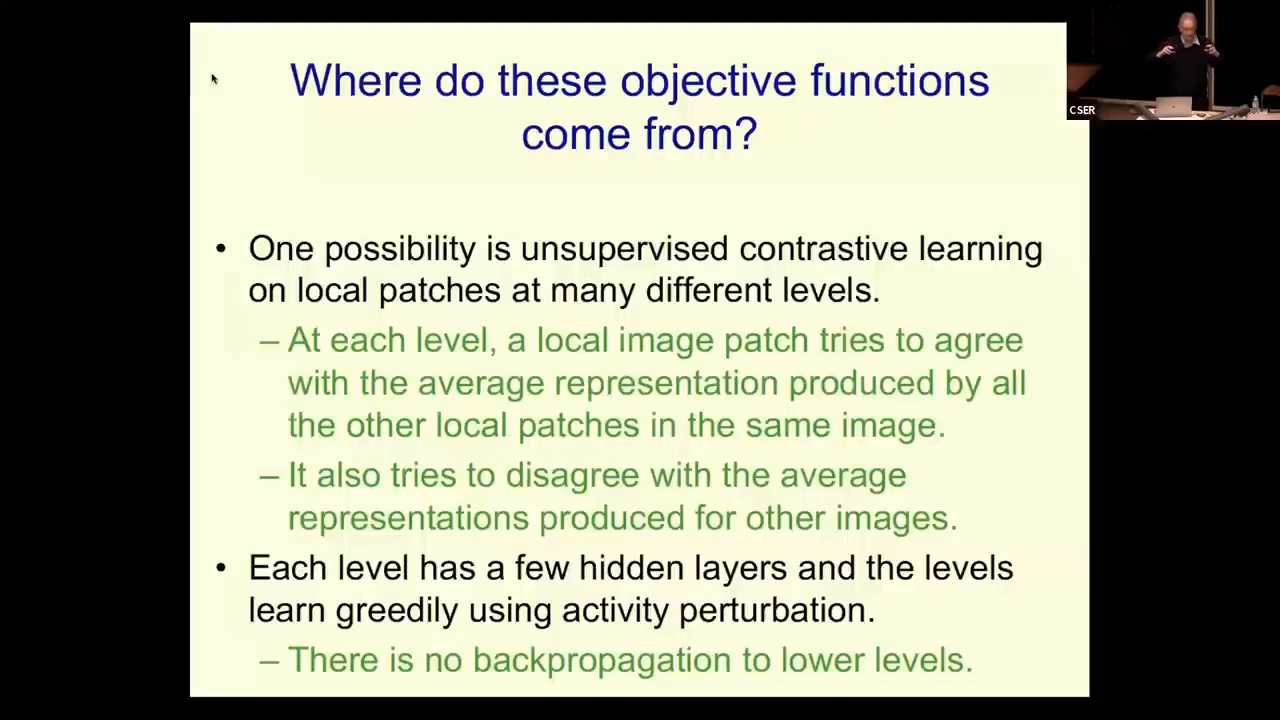 Where do these objective functions
come from?
CSER
• One possibility is unsupervised contrastive learning
on local patches at many different levels.
– At each level, a local image patch tries to agree
with the average representation produced by all
the other local patches in the same image.
– It also tries to disagree with the average
representations produced for other images.
• Each level has a few hidden layers and the levels
learn greedily using activity perturbation.
– There is no backpropagation to lower levels.